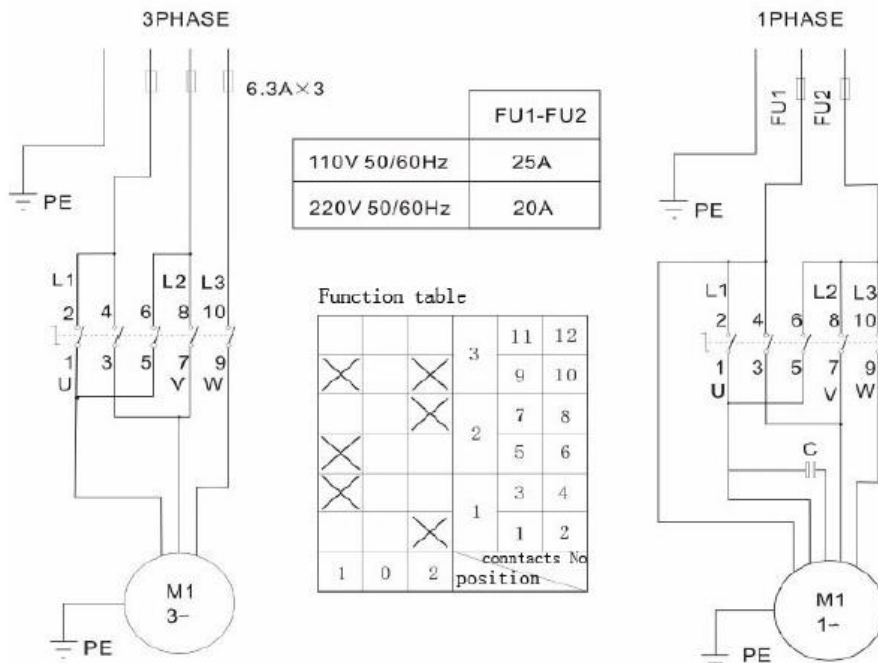 3PHASE
6.3A×3
PE
L1 L2 L3
2 4 6 8 10
1 3 5 7 9
U V W
M1
3~
PE
FU1-FU2
110V 50/60Hz 25A
220V 50/60Hz 20A
Function table
3 11 12
9 10
2 7 8
5 6
1 3 4
1 2
conntacts No
1 0 2 position
1PHASE
FU1 FU2
PE
L1 L2 L3
2 4 6 8 10
1 3 5 7 9
U V W
C
M1
1~
PE